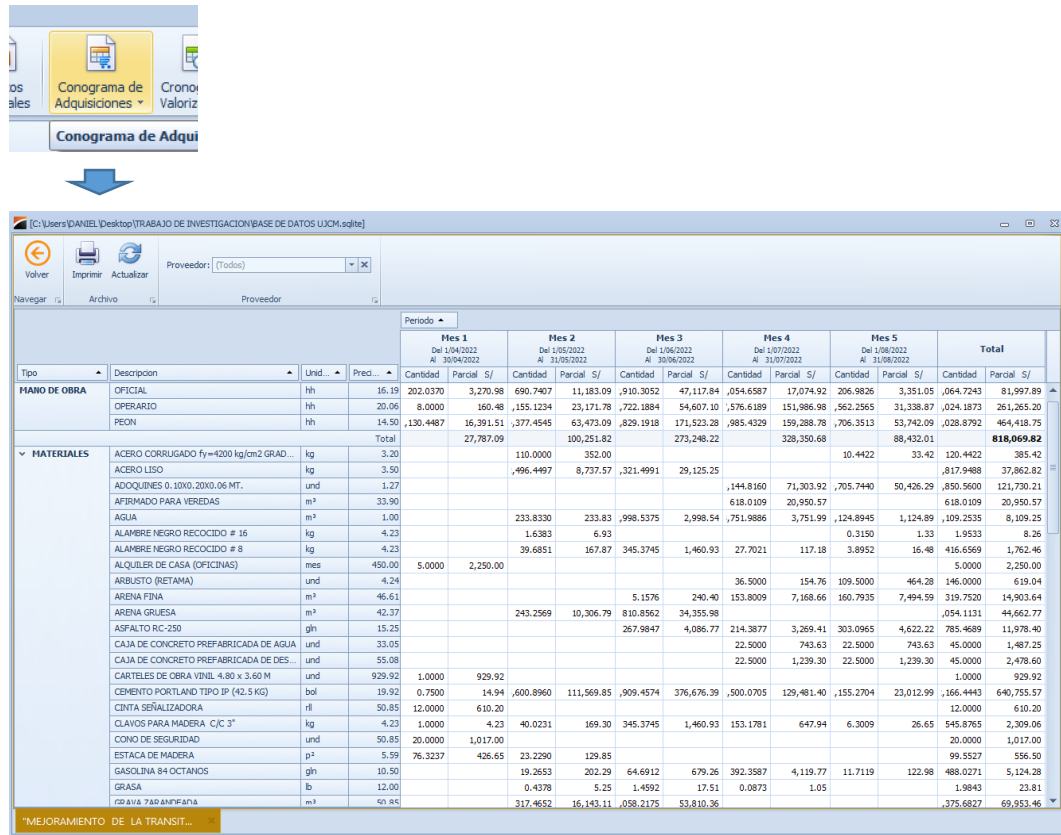 Conograma de
Adquisiciones
Conograma de
[C:\Users\DANIEL\Desktop\TRABAJO DE INVESTIGACION\BASE DE DATOS UJCM.sqlite]
Volver Imprimir Actualizar Proveedor: (Todos)
Navegar Archivo Proveedor
Periodo
Mes 1 Mes 2 Mes 3 Mes 4 Mes 5 Total
Del 1/04/2022 Del 1/05/2022 Del 1/06/2022 Del 1/07/2022 Del 1/08/2022
Al 30/04/2022 Al 31/05/2022 Al 30/06/2022 Al 31/07/2022 Al 31/08/2022
Tipo Descripcion Unid... Preci... Cantidad Parcial S/ Cantidad Parcial S/ Cantidad Parcial S/ Cantidad Parcial S/ Cantidad Parcial S/ Cantidad Parcial S/
MANO DE OBRA OFICIAL hh 16.19 202.0370 3,270.98 690.7407 11,183.09 ,910.3052 47,117.84 ,054.6587 17,074.92 206.9826 3,351.05 ,064.7243 81,997.89
OPERARIO hh 20.06 8.0000 160.48 ,155.1234 23,171.78 ,722.1884 54,607.10 ,576.6189 151,986.98 ,562.2565 31,338.87 ,024.1873 261,265.20
PEON hh 14.50 ,130.4487 16,391.51 ,377.4545 63,473.09 ,829.1918 171,523.28 ,985.4329 159,288.78 ,706.3513 53,742.09 ,028.8792 464,418.75
Total 27,787.09 100,251.82 273,248.22 328,350.68 88,432.01 818,069.82
MATERIALES ACERO CORRUGADO fy=4200 kg/cm2 GRAD... kg 3.20 110.0000 352.00 10.4422 33.42 120.4422 385.42
ACERO LISO kg 3.50 ,496.4497 8,737.57 ,321.4991 29,125.25 ,817.9488 37,862.82
ADOQUINES 0.10X0.20X0.06 MT. und 1.27 ,144.8160 71,303.92 ,705.7440 50,426.29 ,850.5600 121,730.21
AFIRMADO PARA VEREDAS m³ 33.90 618.0109 20,950.57 618.0109 20,950.57
AGUA m³ 1.00 233.8330 233.83 ,998.5375 2,998.54 ,751.9886 3,751.99 ,124.8945 1,124.89 ,109.2535 8,109.25
ALAMBRE NEGRO RECOCIDO # 16 kg 4.23 1.6383 6.93 0.3150 1.33 1.9533 8.26
ALAMBRE NEGRO RECOCIDO # 8 kg 4.23 39.6851 167.87 345.3745 1,460.93 27.7021 117.18 3.8952 16.48 416.6569 1,762.46
ALQUILER DE CASA (OFICINAS) mes 450.00 5.0000 2,250.00 5.0000 2,250.00
ARBUSTO (RETAMA) und 4.24 36.5000 154.76 109.5000 464.28 146.0000 619.04
ARENA FINA m³ 46.61 5.1576 240.40 153.8009 7,168.66 160.7935 7,494.59 319.7520 14,903.64
ARENA GRUESA m³ 42.37 243.2569 10,306.79 810.8562 34,355.98 ,054.1131 44,662.77
ASFALTO RC-250 gln 15.25 267.9847 4,086.77 214.3877 3,269.41 303.0965 4,622.22 785.4689 11,978.40
CAJA DE CONCRETO PREFABRICADA DE AGUA und 33.05 22.5000 743.63 22.5000 743.63 45.0000 1,487.25
CAJA DE CONCRETO PREFABRICADA DE DES... und 55.08 22.5000 1,239.30 22.5000 1,239.30 45.0000 2,478.60
CARTELES DE OBRA VINIL 4.80 x 3.60 M und 929.92 1.0000 929.92 1.0000 929.92
CEMENTO PORTLAND TIPO IP (42.5 KG) bol 19.92 0.7500 14.94 ,600.8960 111,569.85 ,909.4574 376,676.39 ,500.0705 129,481.40 ,155.2704 23,012.99 ,166.4443 640,755.57
CINTA SEÑALIZADORA rll 50.85 12.0000 610.20 12.0000 610.20
CLAVOS PARA MADERA C/C 3" kg 4.23 1.0000 4.23 40.0231 169.30 345.3745 1,460.93 153.1781 647.94 6.3009 26.65 545.8765 2,309.06
CONO DE SEGURIDAD und 50.85 20.0000 1,017.00 20.0000 1,017.00
ESTACA DE MADERA p² 5.59 76.3237 426.65 23.2290 129.85 99.5527 556.50
GASOLINA 84 OCTANOS gln 10.50 19.2653 202.29 64.6912 679.26 392.3587 4,119.77 11.7119 122.98 488.0271 5,124.28
GRASA lb 12.00 0.4378 5.25 1.4592 17.51 0.0873 1.05 1.9843 23.81
GRAVA ZARANDEADA m³ 50.85 317.4652 16,143.11 ,058.2175 53,810.36 ,375.6827 69,953.46
"MEJORAMIENTO DE LA TRANSIT...